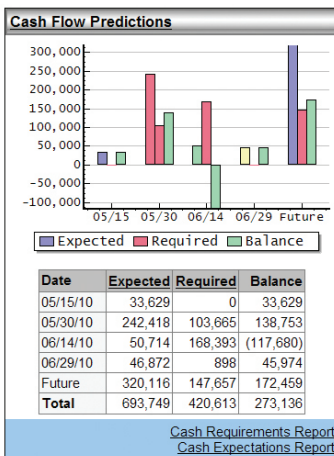 Cash Flow Predictions
300,000
250,000
200,000
150,000
100,000
50,000
0
-50,000
-100,000
05/15 05/30 06/14 06/29 Future
Expected Required Balance
Date Expected Required Balance
05/15/10 33,629 0 33,629
05/30/10 242,418 103,665 138,753
06/14/10 50,714 168,393 (117,680)
06/29/10 46,872 898 45,974
Future 320,116 147,657 172,459
Total 693,749 420,613 273,136
Cash Requirements Report
Cash Expectations Report